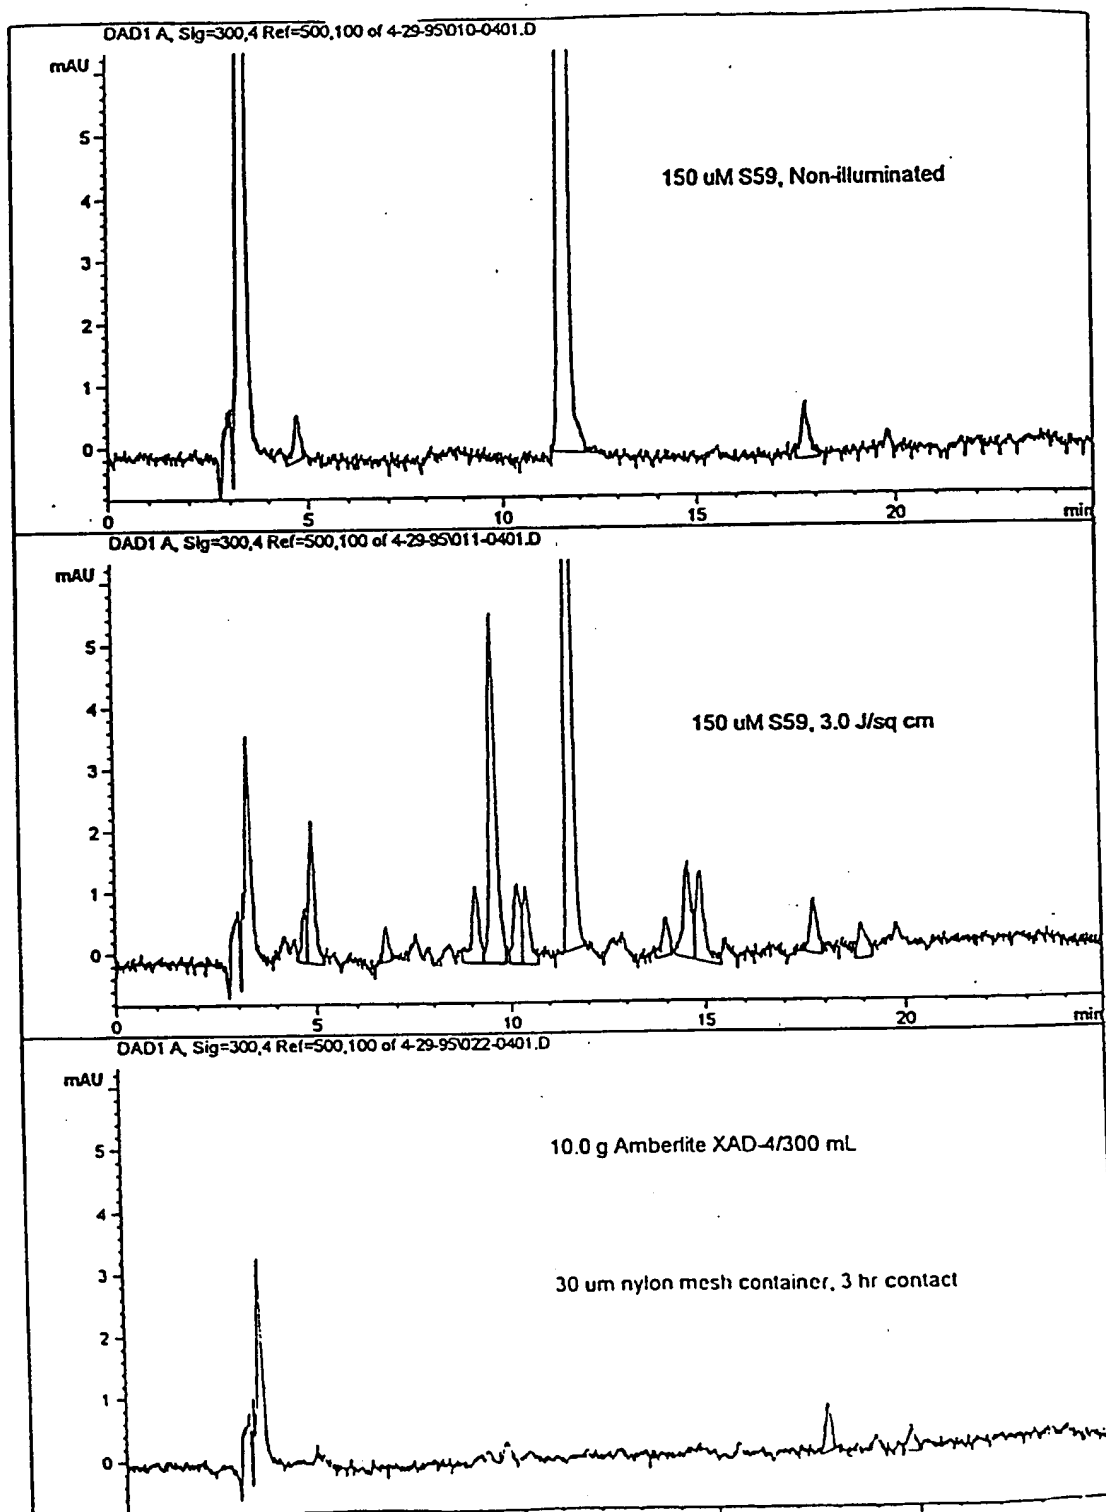 DAD1 A, Sig=300,4 Ref=500,100 of 4-29-95\010-0401.D
mAU
5
4
3
2
1
0
150 uM S59, Non-illuminated
0 5 10 15 20 min
DAD1 A, Sig=300,4 Ref=500,100 of 4-29-95\011-0401.D
mAU
5
4
3
2
1
0
150 uM S59, 3.0 J/sq cm
0 5 10 15 20 min
DAD1 A, Sig=300,4 Ref=500,100 of 4-29-95\022-0401.D
mAU
5
4
3
2
1
0
10.0 g Amberlite XAD-4/300 mL
30 um nylon mesh container, 3 hr contact